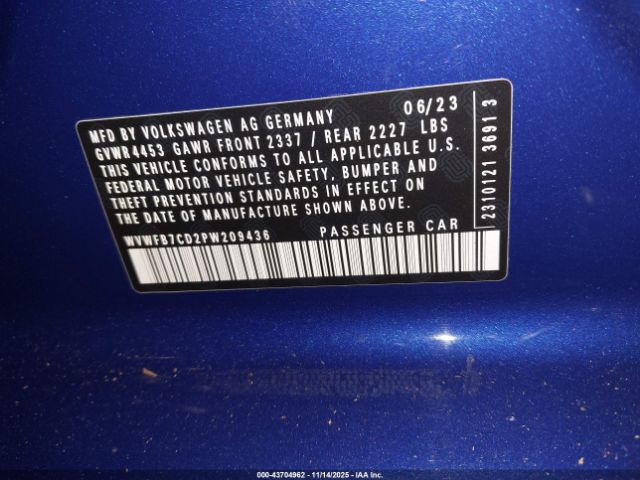 MFD BY VOLKSWAGEN AG GERMANY 06/23
GVWR4453 GAWR FRONT 2337 / REAR 2227 LBS
THIS VEHICLE CONFORMS TO ALL APPLICABLE U.S.
FEDERAL MOTOR VEHICLE SAFETY, BUMPER AND
THEFT PREVENTION STANDARDS IN EFFECT ON
THE DATE OF MANUFACTURE SHOWN ABOVE.
WVWFB7CD2PW209436 PASSENGER CAR
2310121 3691 3
000-43704962 - 11/14/2025 - IAA Inc.